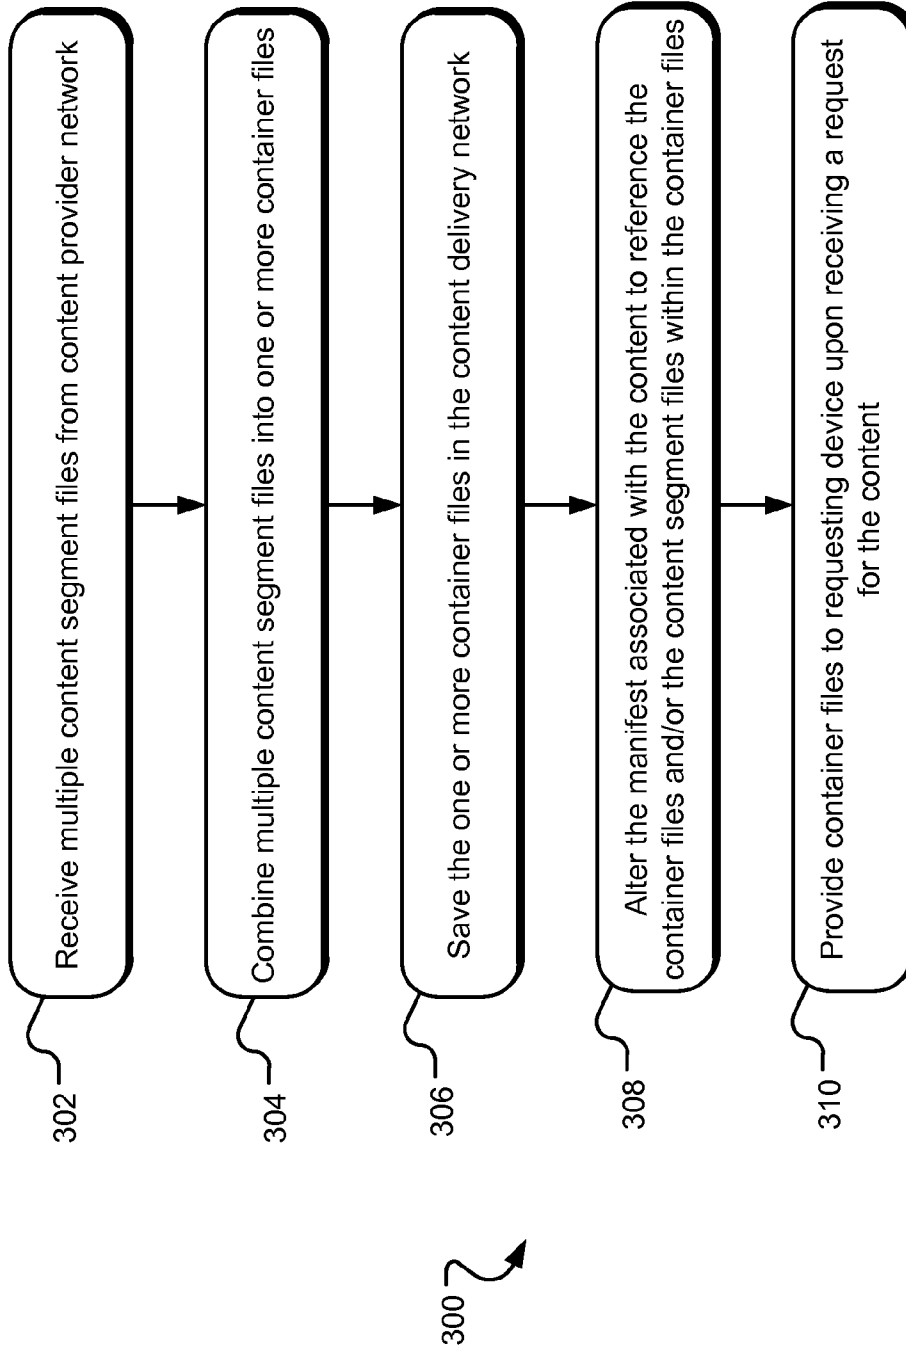 300
302
Receive multiple content segment files from content provider network
304
Combine multiple content segment files into one or more container files
306
Save the one or more container files in the content delivery network
308
Alter the manifest associated with the content to reference the
container files and/or the content segment files within the container files
310
Provide container files to requesting device upon receiving a request
for the content